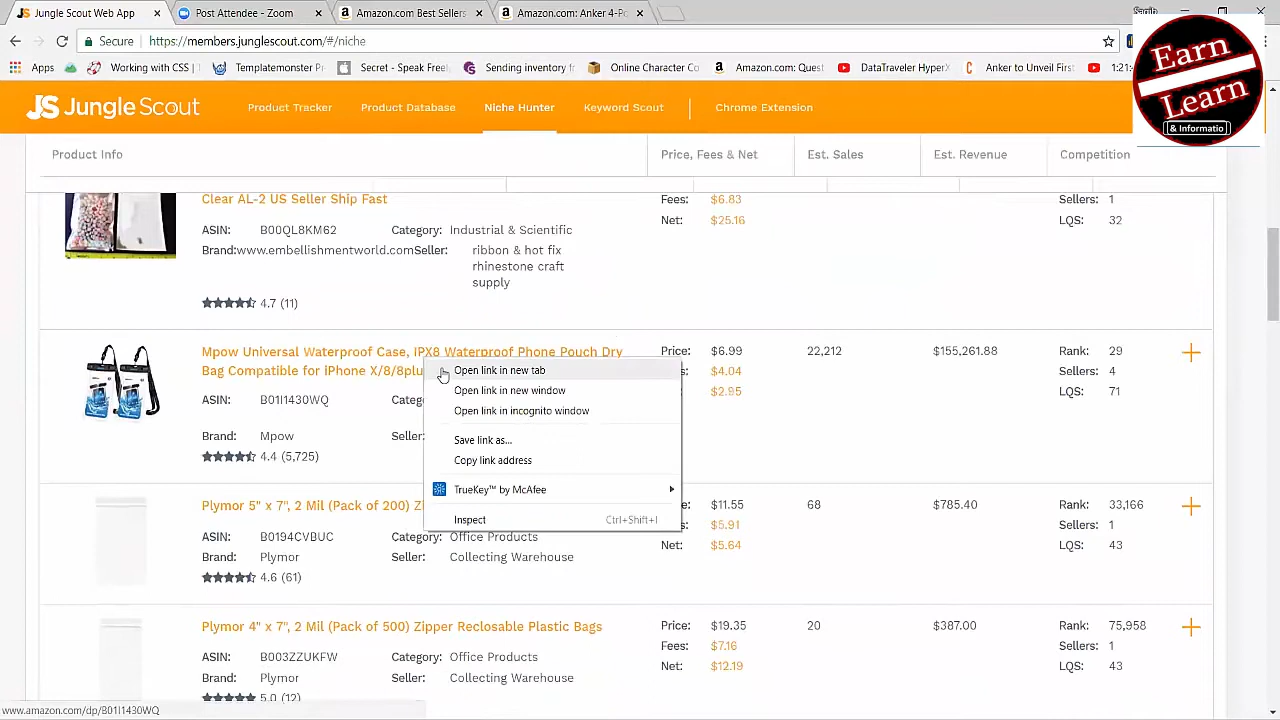 Jungle Scout Web App
Post Attendee - Zoom
Amazon.com Best Sellers
Amazon.com: Anker 4-Po
Secure
https://members.junglescout.com/#/niche
Apps
Working with CSS |
Templatemonster
Secret - Speak Free
Sending inventory f
Online Character Co
Amazon.com: Quest
DataTraveler HyperX
Anker to Unveil First
1:21:4
Earn
Learn
& Informatio
JS Jungle Scout
Product Tracker
Product Database
Niche Hunter
Keyword Scout
Chrome Extension
Product Info
Price, Fees & Net
Est. Sales
Est. Revenue
Competition
Clear AL-2 US Seller Ship Fast
Fees: $6.83
Sellers: 1
ASIN: B00QL8KM62
Category: Industrial & Scientific
Net: $25.16
LQS: 32
Brand: www.embellishmentworld.com
Seller: ribbon & hot fix
rhinestone craft
supply
4.7 (11)
Mpow Universal Waterproof Case, IPX8 Waterproof Phone Pouch Dry
Bag Compatible for iPhone X/8/8plu
Price: $6.99
22,212
$155,261.88
Rank: 29
s: $4.04
Sellers: 4
$2.95
LQS: 71
ASIN: B01I1430WQ
Categ
Brand: Mpow
Seller:
4.4 (5,725)
Open link in new tab
Open link in new window
Open link in incognito window
Save link as...
Copy link address
TrueKey™ by McAfee
Inspect Ctrl+Shift+I
Plymor 5" x 7", 2 Mil (Pack of 200) Zi
Price: $11.55
68
$785.40
Rank: 33,166
s: $5.91
Sellers: 1
Net: $5.64
LQS: 43
ASIN: B0194CVBUC
Category: Office Products
Brand: Plymor
Seller: Collecting Warehouse
4.6 (61)
Plymor 4" x 7", 2 Mil (Pack of 500) Zipper Reclosable Plastic Bags
Price: $19.35
20
$387.00
Rank: 75,958
Fees: $7.16
Sellers: 1
Net: $12.19
LQS: 43
ASIN: B003ZZUKFW
Category: Office Products
Brand: Plymor
Seller: Collecting Warehouse
5.0 (12)
www.amazon.com/dp/B01I1430WQ